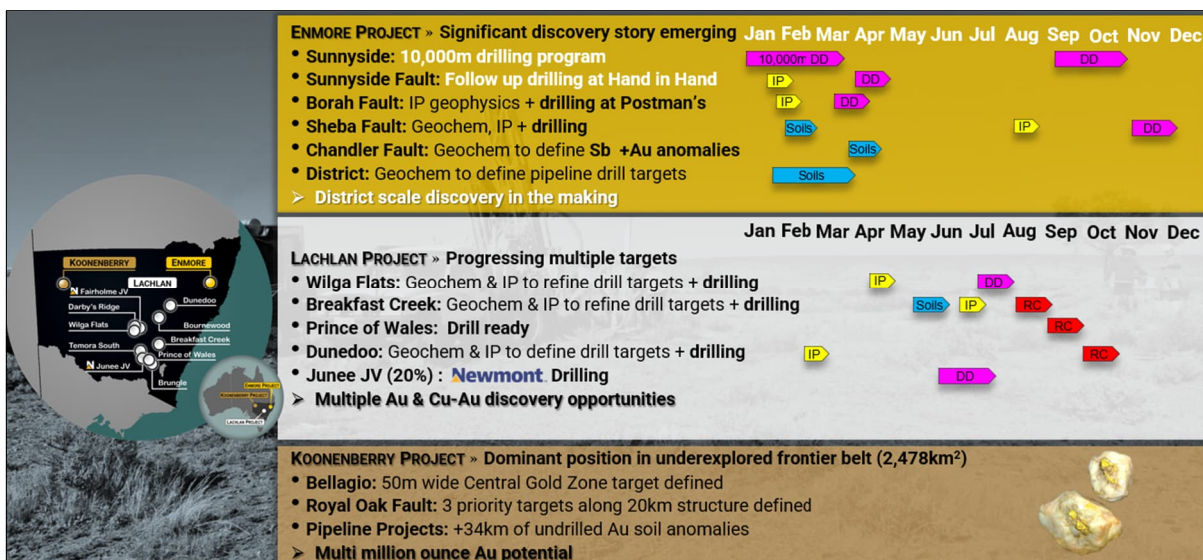 ENMORE PROJECT » Significant discovery story emerging
Jan Feb Mar Apr May Jun Jul Aug Sep Oct Nov Dec
• Sunnyside: 10,000m drilling program
10,000m DD
DD
• Sunnyside Fault: Follow up drilling at Hand in Hand
IP
DD
• Borah Fault: IP geophysics + drilling at Postman's
IP
DD
• Sheba Fault: Geochem, IP + drilling
Soils
IP
DD
• Chandler Fault: Geochem to define Sb +Au anomalies
Soils
• District: Geochem to define pipeline drill targets
Soils
➢ District scale discovery in the making
Jan Feb Mar Apr May Jun Jul Aug Sep Oct Nov Dec
LACHLAN PROJECT » Progressing multiple targets
• Wilga Flats: Geochem & IP to refine drill targets + drilling
IP
DD
• Breakfast Creek: Geochem & IP to refine drill targets + drilling
Soils
IP
RC
• Prince of Wales: Drill ready
RC
• Dunedoo: Geochem & IP to define drill targets + drilling
IP
RC
• Junee JV (20%) : Newmont Drilling
DD
➢ Multiple Au & Cu-Au discovery opportunities
KOONENBERRY PROJECT » Dominant position in underexplored frontier belt (2,478km²)
• Bellagio: 50m wide Central Gold Zone target defined
• Royal Oak Fault: 3 priority targets along 20km structure defined
• Pipeline Projects: +34km of undrilled Au soil anomalies
➢ Multi million ounce Au potential
KOONENBERRY
ENMORE
LACHLAN
Fairholme JV
Darby's Ridge
Wilga Flats
Temora South
Junee JV
Dunedoo
Bournewood
Breakfast Creek
Prince of Wales
Brungle
ENMORE PROJECT
KOONENBERRY PROJECT
LACHLAN PROJECT